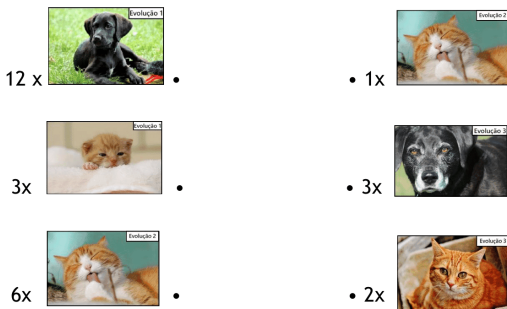 Evolução 1
12 x
Evolução 2
• 1x
Evolução 1
3x
Evolução 3
• 3x
Evolução 2
6x
Evolução 3
• 2x